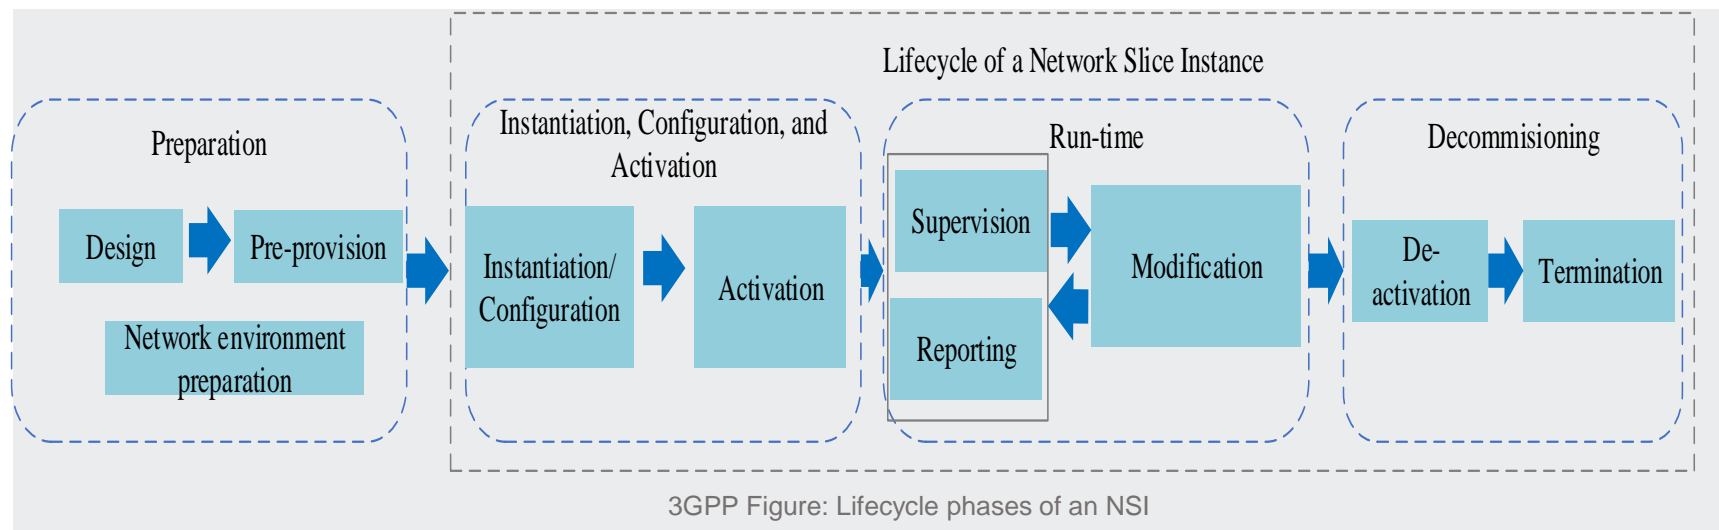 Lifecycle of a Network Slice Instance
Preparation
Design
Pre-provision
Network environment
preparation
Instantiation, Configuration, and
Activation
Instantiation/
Configuration
Activation
Run-time
Supervision
Reporting
Modification
Decommisioning
De-
activation
Termination
3GPP Figure: Lifecycle phases of an NSI